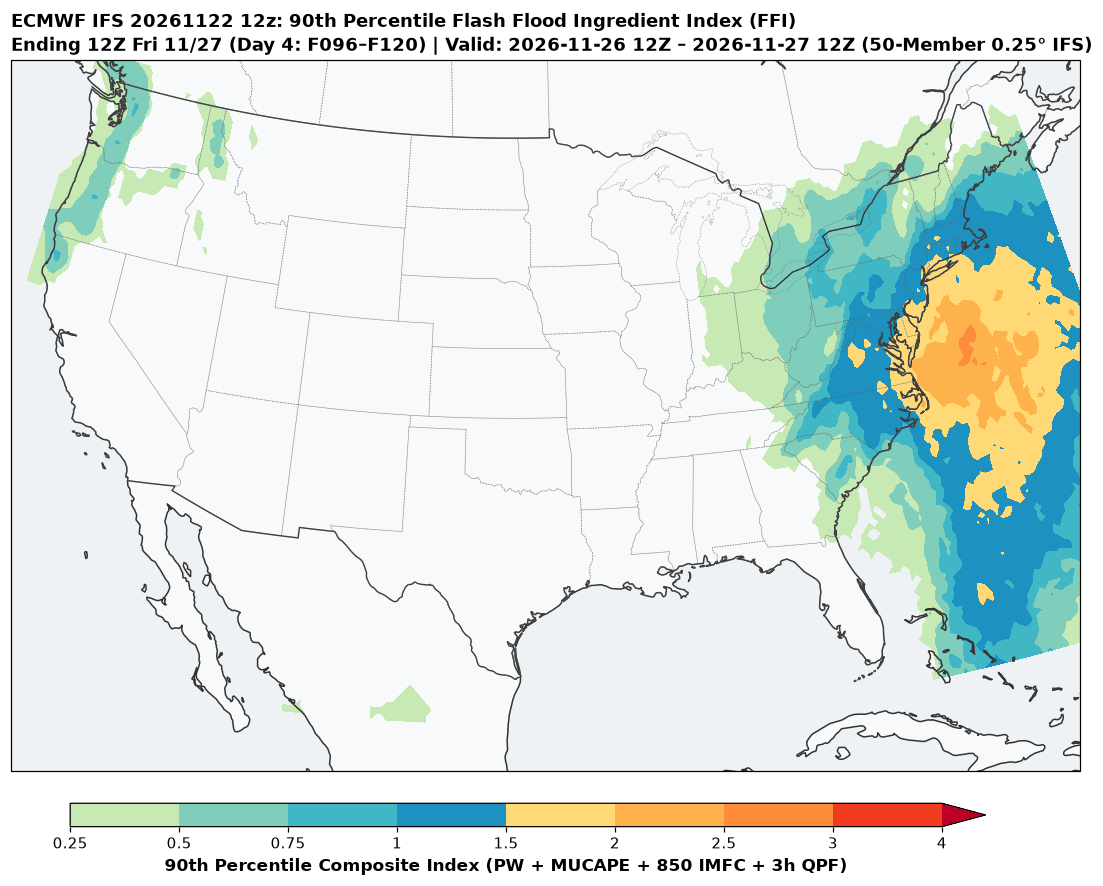 ECMWF IFS 20261122 12z: 90th Percentile Flash Flood Ingredient Index (FFI)
Ending 12Z Fri 11/27 (Day 4: F096–F120) | Valid: 2026-11-26 12Z – 2026-11-27 12Z (50-Member 0.25° IFS)
0.25 0.5 0.75 1 1.5 2 2.5 3 4
90th Percentile Composite Index (PW + MUCAPE + 850 IMFC + 3h QPF)